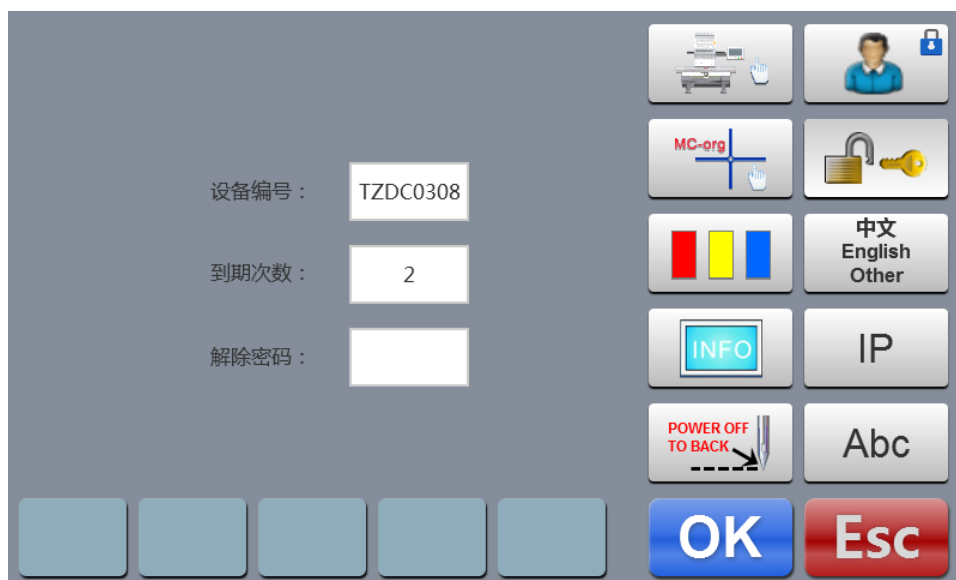 设备编号：
TZDC0308
到期次数：
2
解除密码：
MC-org
中文
English
Other
INFO
IP
POWER OFF
TO BACK
Abc
OK
Esc